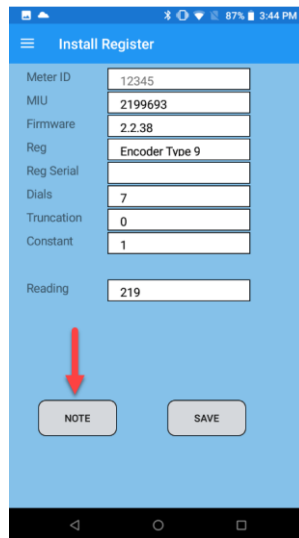 87% 3:44 PM
Install Register
Meter ID 12345
MIU 2199693
Firmware 2.2.38
Reg Encoder Type 9
Reg Serial
Dials 7
Truncation 0
Constant 1
Reading 219
NOTE SAVE